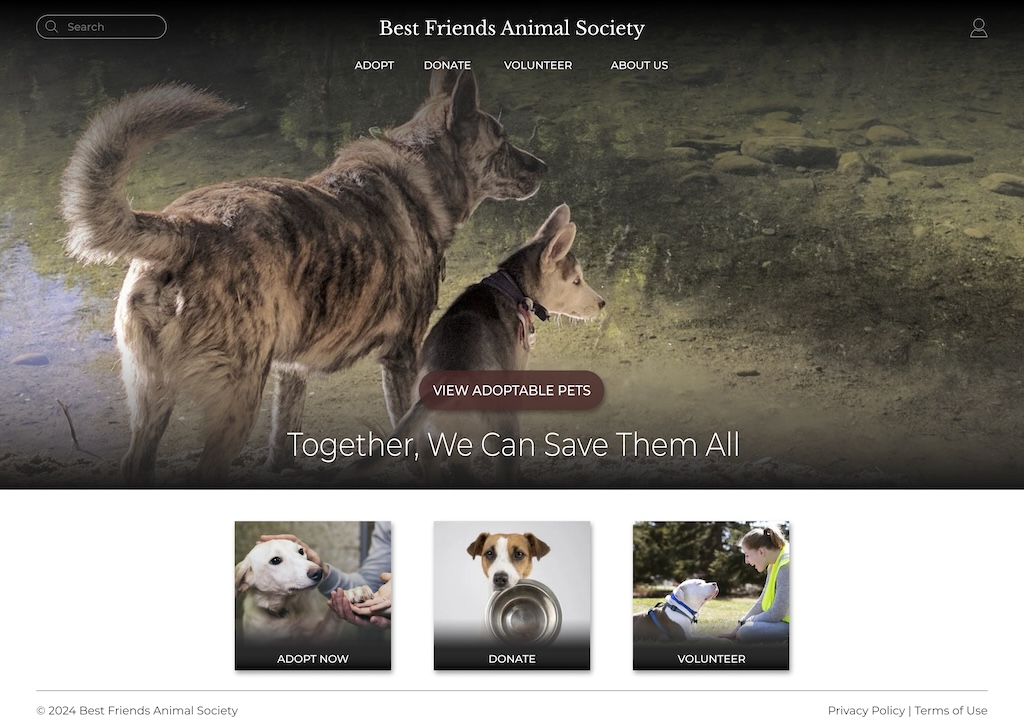 Search
Best Friends Animal Society
ADOPT DONATE VOLUNTEER ABOUT US
VIEW ADOPTABLE PETS
Together, We Can Save Them All
ADOPT NOW
DONATE
VOLUNTEER
© 2024 Best Friends Animal Society
Privacy Policy | Terms of Use